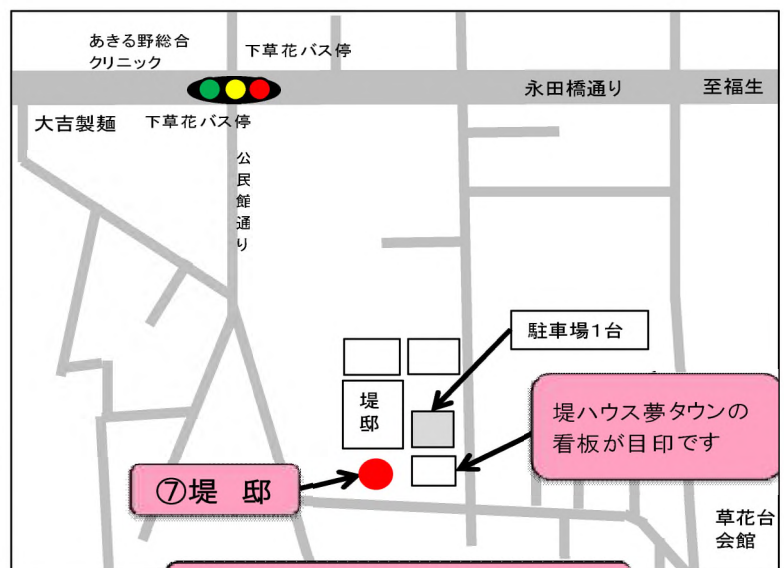 あきる野総合
クリニック
下草花バス停
永田橋通り
至福生
大吉製麺
下草花バス停
公民館通り
駐車場1台
堤邸
堤ハウス夢タウンの
看板が目印です
⑦堤 邸
草花台
会館